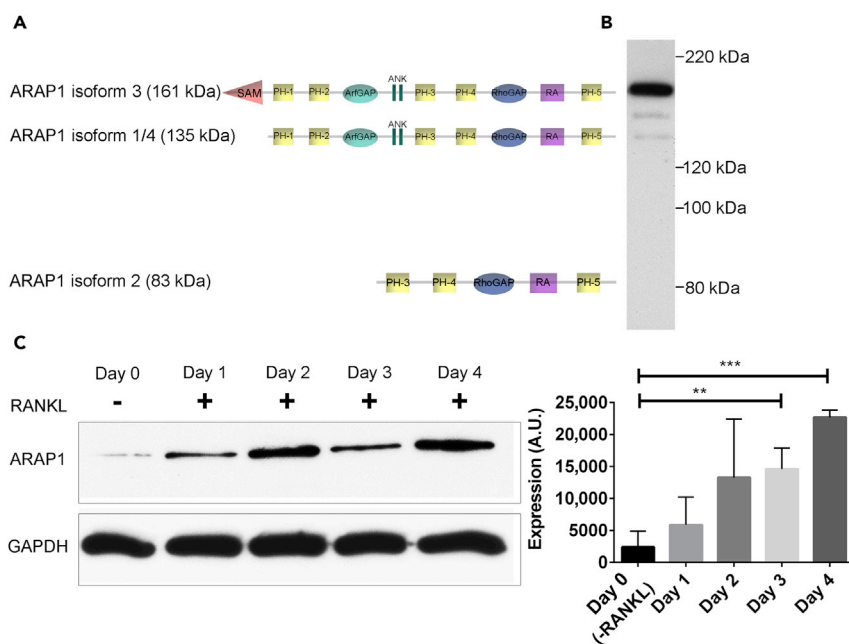 A
B
ANK
ARAP1 isoform 3 (161 kDa) SAM PH-1 PH-2 ArfGAP PH-3 PH-4 RhoGAP RA PH-5
ANK
ARAP1 isoform 1/4 (135 kDa) PH-1 PH-2 ArfGAP PH-3 PH-4 RhoGAP RA PH-5
ARAP1 isoform 2 (83 kDa) PH-3 PH-4 RhoGAP RA PH-5
220 kDa
120 kDa
100 kDa
80 kDa
C
Day 0 Day 1 Day 2 Day 3 Day 4
RANKL - + + + +
ARAP1
GAPDH
***
**
Expression (A.U.)
25,000
20,000
15,000
10,000
5000
0
Day 0
(-RANKL)
Day 1
Day 2
Day 3
Day 4